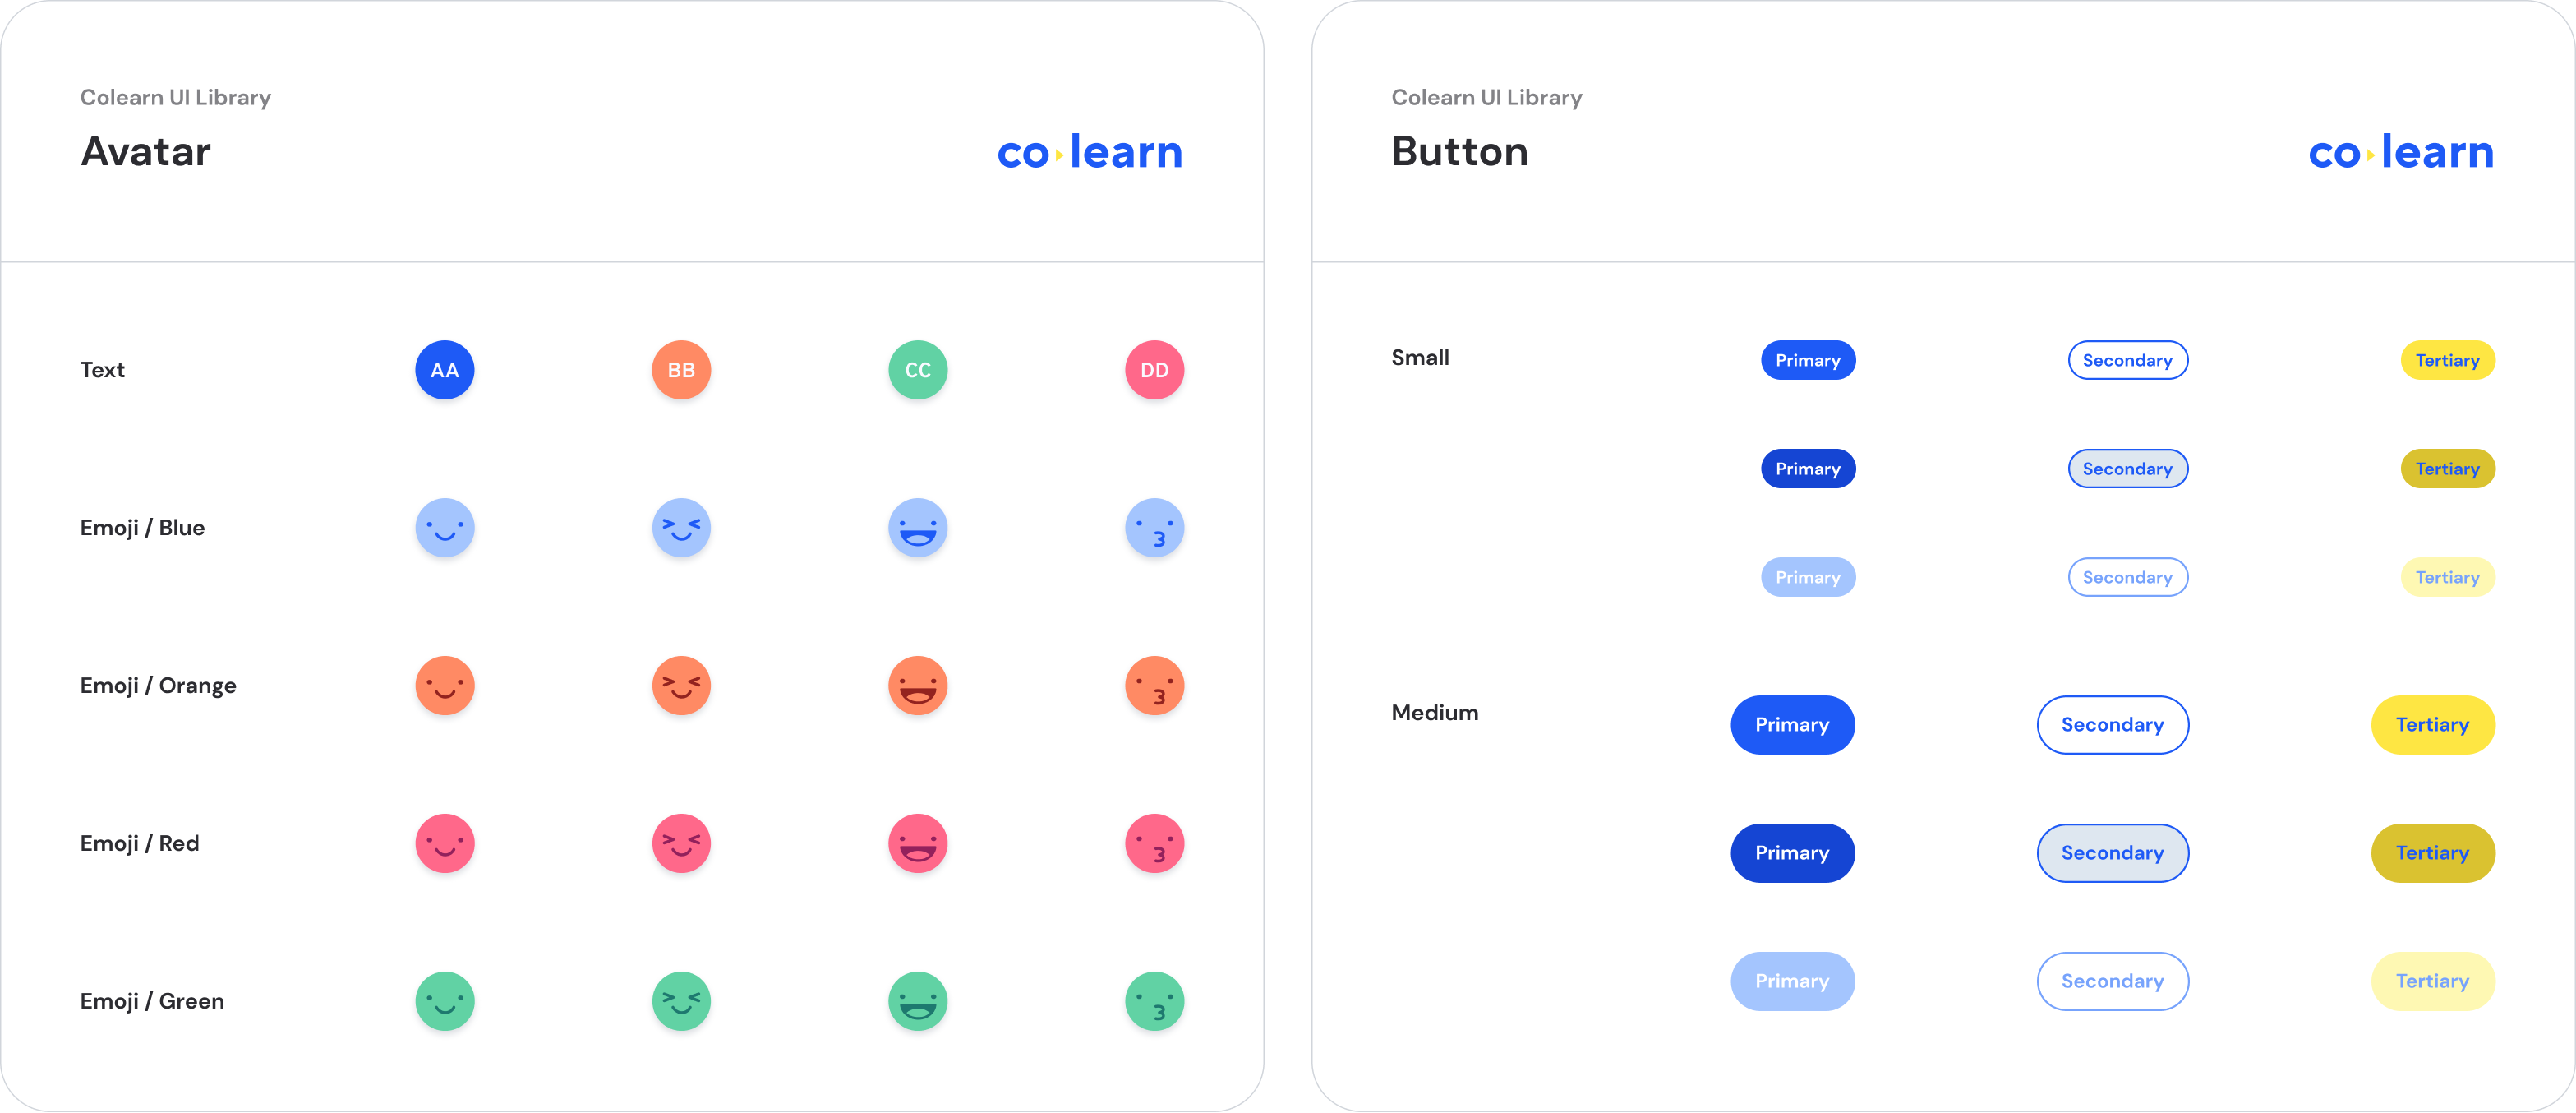 Colearn UI Library
Avatar
co learn
Text
AA
BB
CC
DD
Emoji / Blue
Emoji / Orange
Emoji / Red
Emoji / Green
Colearn UI Library
Button
co learn
Small
Primary
Secondary
Tertiary
Primary
Secondary
Tertiary
Primary
Secondary
Tertiary
Medium
Primary
Secondary
Tertiary
Primary
Secondary
Tertiary
Primary
Secondary
Tertiary